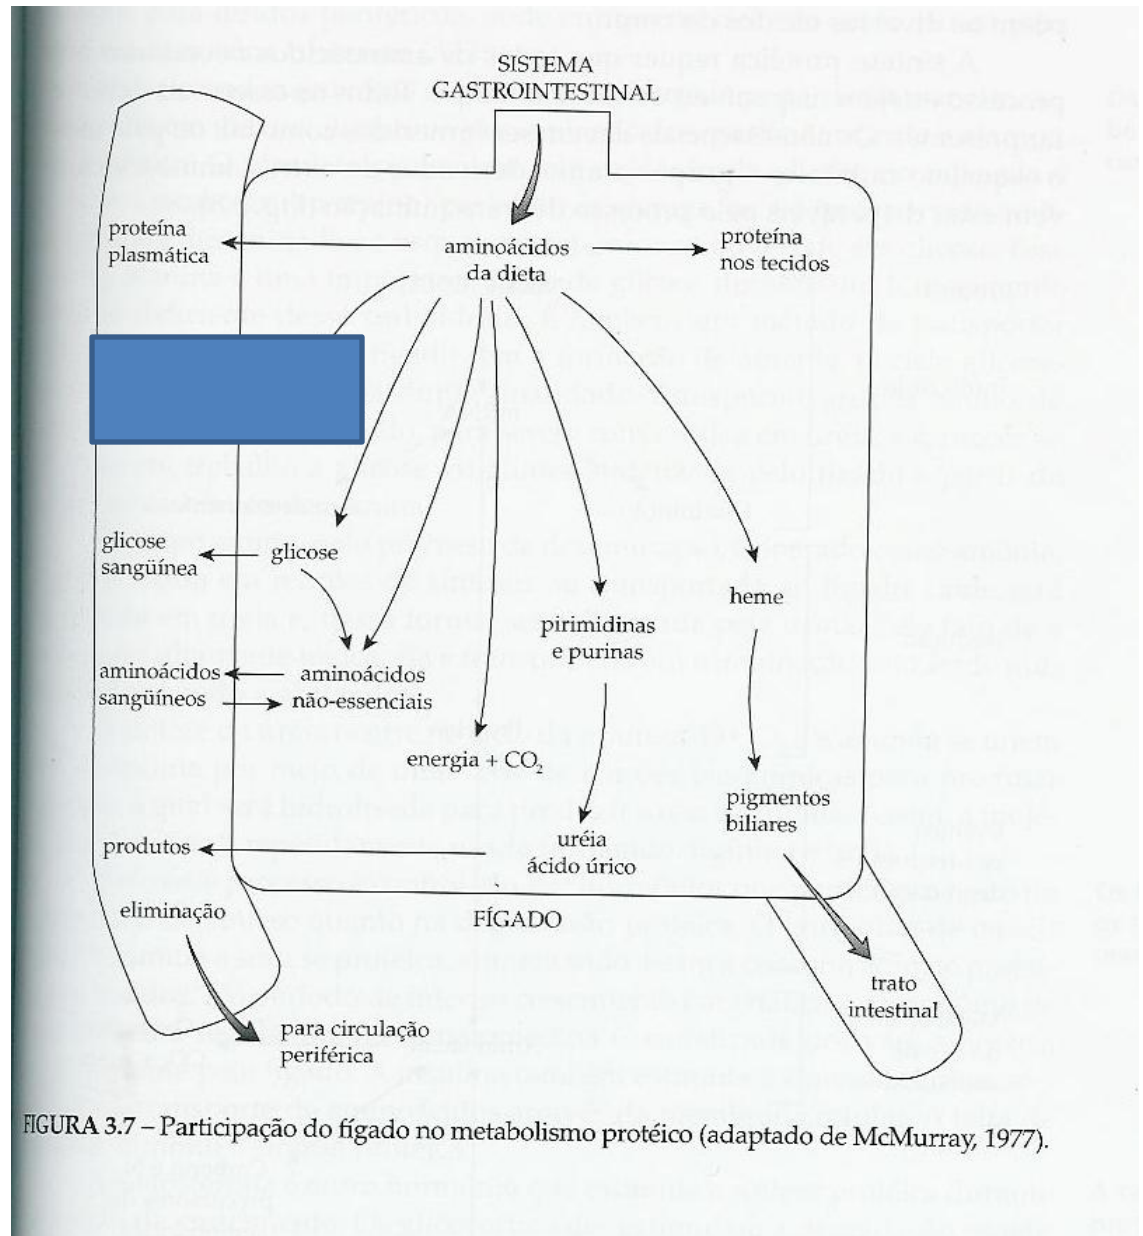 SISTEMA
GASTROINTESTINAL
proteína
plasmática
aminoácidos
da dieta
proteína
nos tecidos
glicose
sangüínea
glicose
heme
pirimidinas
e purinas
aminoácidos
sangüíneos
aminoácidos
não-essenciais
energia + CO₂
pigmentos
biliares
produtos
uréia
ácido úrico
eliminação
FÍGADO
trato
intestinal
para circulação
periférica
FIGURA 3.7 – Participação do fígado no metabolismo protéico (adaptado de McMurray, 1977).